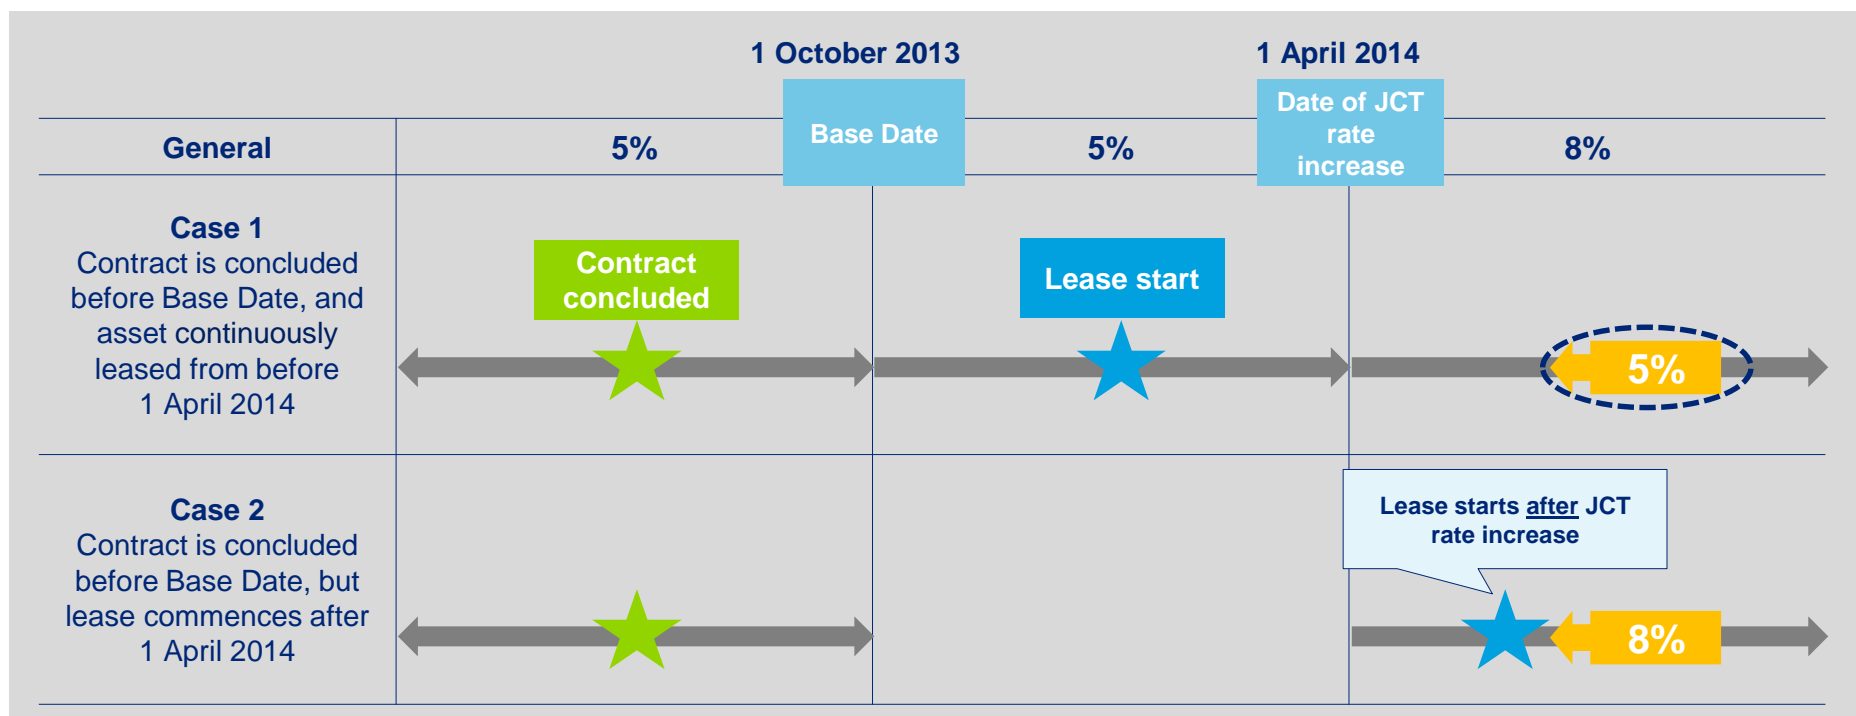 1 October 2013
1 April 2014
Base Date
Date of JCT
rate
increase
General
5%
5%
8%
Case 1
Contract is concluded
before Base Date, and
asset continuously
leased from before
1 April 2014
Contract
concluded
Lease start
5%
Case 2
Contract is concluded
before Base Date, but
lease commences after
1 April 2014
Lease starts after JCT
rate increase
8%